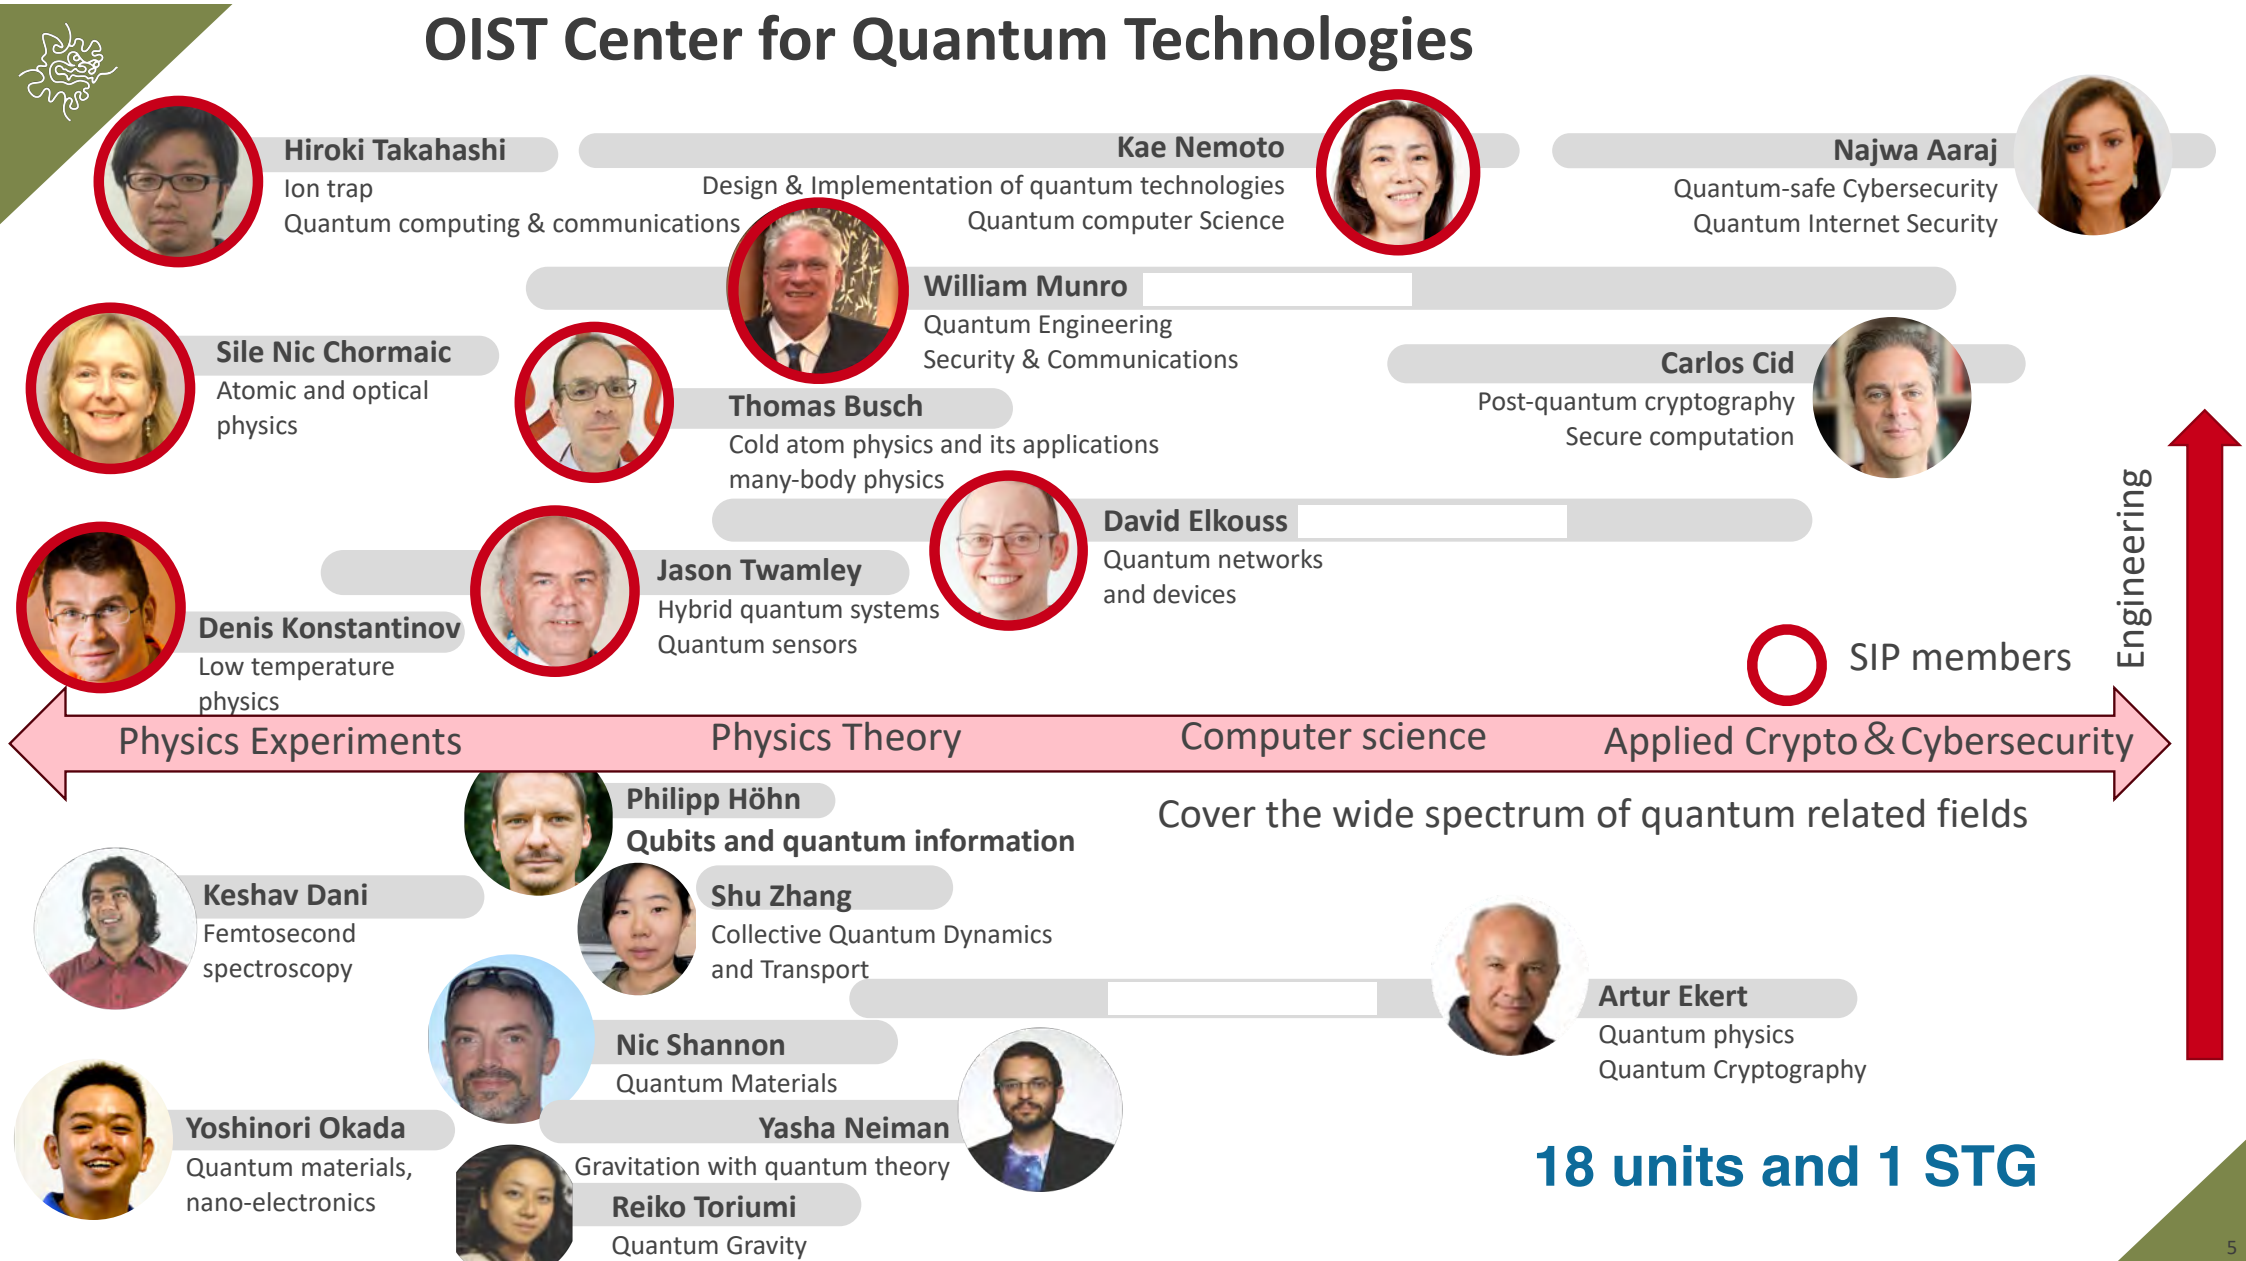 OIST Center for Quantum Technologies
Hiroki Takahashi
Ion trap
Quantum computing & communications
Kae Nemoto
Design & Implementation of quantum technologies
Quantum computer Science
Najwa Aaraj
Quantum-safe Cybersecurity
Quantum Internet Security
William Munro
Quantum Engineering
Security & Communications
Sile Nic Chormaic
Atomic and optical
physics
Thomas Busch
Cold atom physics and its applications
many-body physics
Carlos Cid
Post-quantum cryptography
Secure computation
David Elkouss
Quantum networks
and devices
Jason Twamley
Hybrid quantum systems
Quantum sensors
Denis Konstantinov
Low temperature
physics
SIP members
Engineering
Physics Experiments
Physics Theory
Computer science
Applied Crypto & Cybersecurity
Philipp Höhn
Qubits and quantum information
Cover the wide spectrum of quantum related fields
Keshav Dani
Femtosecond
spectroscopy
Shu Zhang
Collective Quantum Dynamics
and Transport
Artur Ekert
Quantum physics
Quantum Cryptography
Nic Shannon
Quantum Materials
Yoshinori Okada
Quantum materials,
nano-electronics
Yasha Neiman
Gravitation with quantum theory
Reiko Toriumi
Quantum Gravity
18 units and 1 STG
5